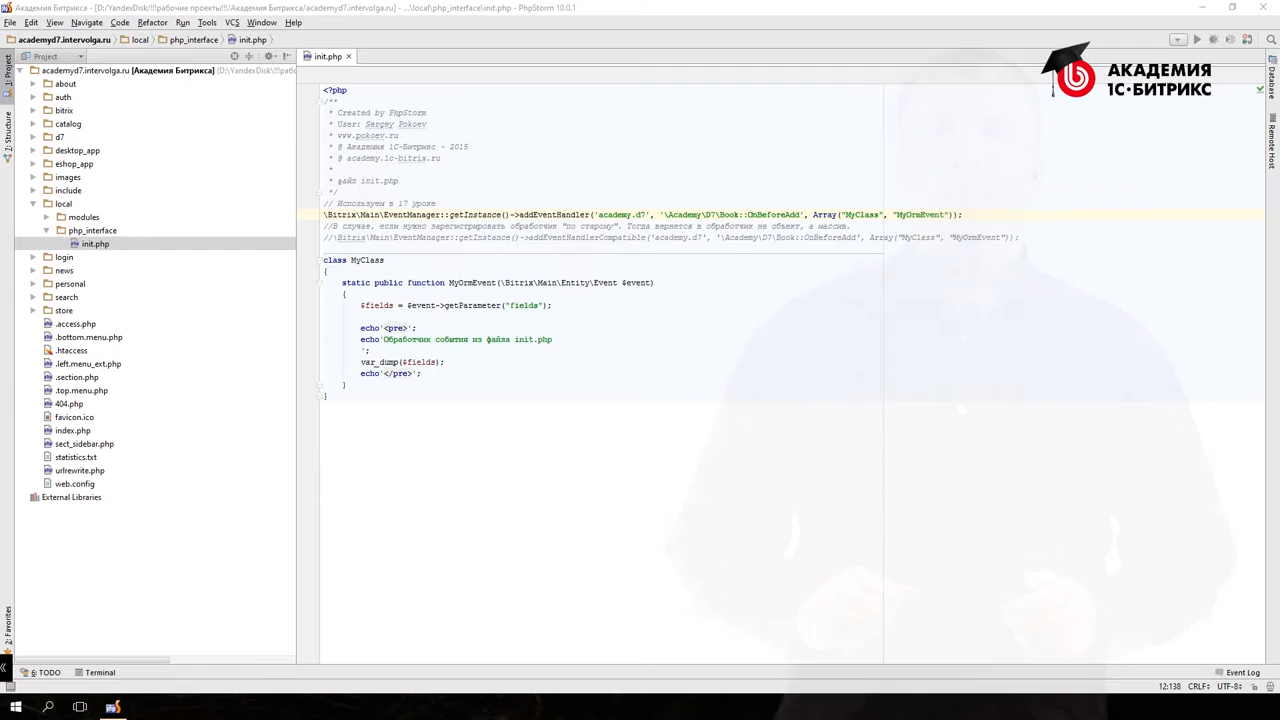 Академия Битрикса - [D:\YandexDisk\!!!рабочие проекты!!!\Академия Битрикса/academyd7.intervolga.ru] - ...\local\php_interface\init.php - PhpStorm 10.0.1
File Edit View Navigate Code Refactor Run Tools VCS Window Help
academyd7.intervolga.ru local php_interface init.php
Project
init.php
academyd7.intervolga.ru [Академия Битрикса] (D:\YandexDisk\!!!рабо
about
auth
bitrix
catalog
d7
desktop_app
eshop_app
images
include
local
modules
php_interface
init.php
login
news
personal
search
store
.access.php
.bottom.menu.php
.htaccess
.left.menu_ext.php
.section.php
.top.menu.php
404.php
favicon.ico
index.php
sect_sidebar.php
statistics.txt
urlrewrite.php
web.config
External Libraries
1: Project
7: Structure
2: Favorites
<?php
/**
* Created by PhpStorm
* User: Sergey Pokoev
* www.pokoev.ru
* @ Академия 1С-Битрикс - 2015
* @ academy.1c-bitrix.ru
*
* файл init.php
*/
// Используем в 17 уроке
\Bitrix\Main\EventManager::getInstance()->addEventHandler('academy.d7', '\Academy\D7\Book::OnBeforeAdd', Array("MyClass", "MyOrmEvent"));
//В случае, если нужно зарегистрировать обработчик "по старому". Тогда вернется в обработчик не объект, а массив.
//\Bitrix\Main\EventManager::getInstance()->addEventHandlerCompatible('academy.d7', '\Academy\D7\Book::OnBeforeAdd', Array("MyClass", "MyOrmEvent"));
class MyClass
{
static public function MyOrmEvent(\Bitrix\Main\Entity\Event $event)
{
$fields = $event->getParameter("fields");
echo'<pre>';
echo'Обработчик события из файла init.php
';
var_dump($fields);
echo'</pre>';
}
}
АКАДЕМИЯ
1С·БИТРИКС
Database
Remote Host
6: TODO Terminal Event Log
12:138 CRLF UTF-8